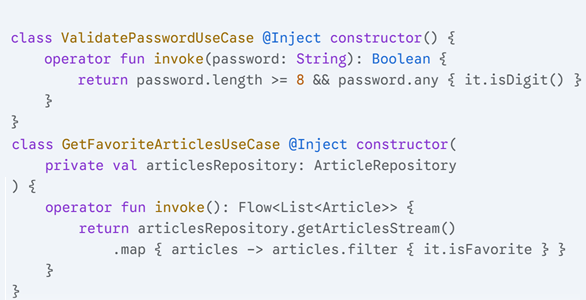 class ValidatePasswordUseCase @Inject constructor() {
    operator fun invoke(password: String): Boolean {
        return password.length >= 8 && password.any { it.isDigit() }
    }
}
class GetFavoriteArticlesUseCase @Inject constructor(
    private val articlesRepository: ArticleRepository
) {
    operator fun invoke(): Flow<List<Article>> {
        return articlesRepository.getArticlesStream()
            .map { articles -> articles.filter { it.isFavorite } }
    }
}